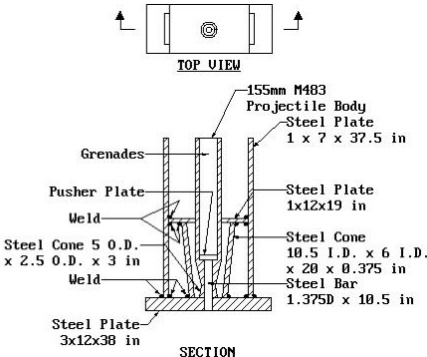 TOP VIEW
155mm M483
Projectile Body
Steel Plate
1 x 7 x 37.5 in
Grenades
Pusher Plate
Steel Plate
1x12x19 in
Weld
Steel Cone 5 O.D.
x 2.5 O.D. x 3 in
Steel Cone
10.5 I.D. x 6 I.D.
x 20 x 0.375 in
Weld
Steel Bar
1.375D x 10.5 in
Steel Plate
3x12x38 in
SECTION